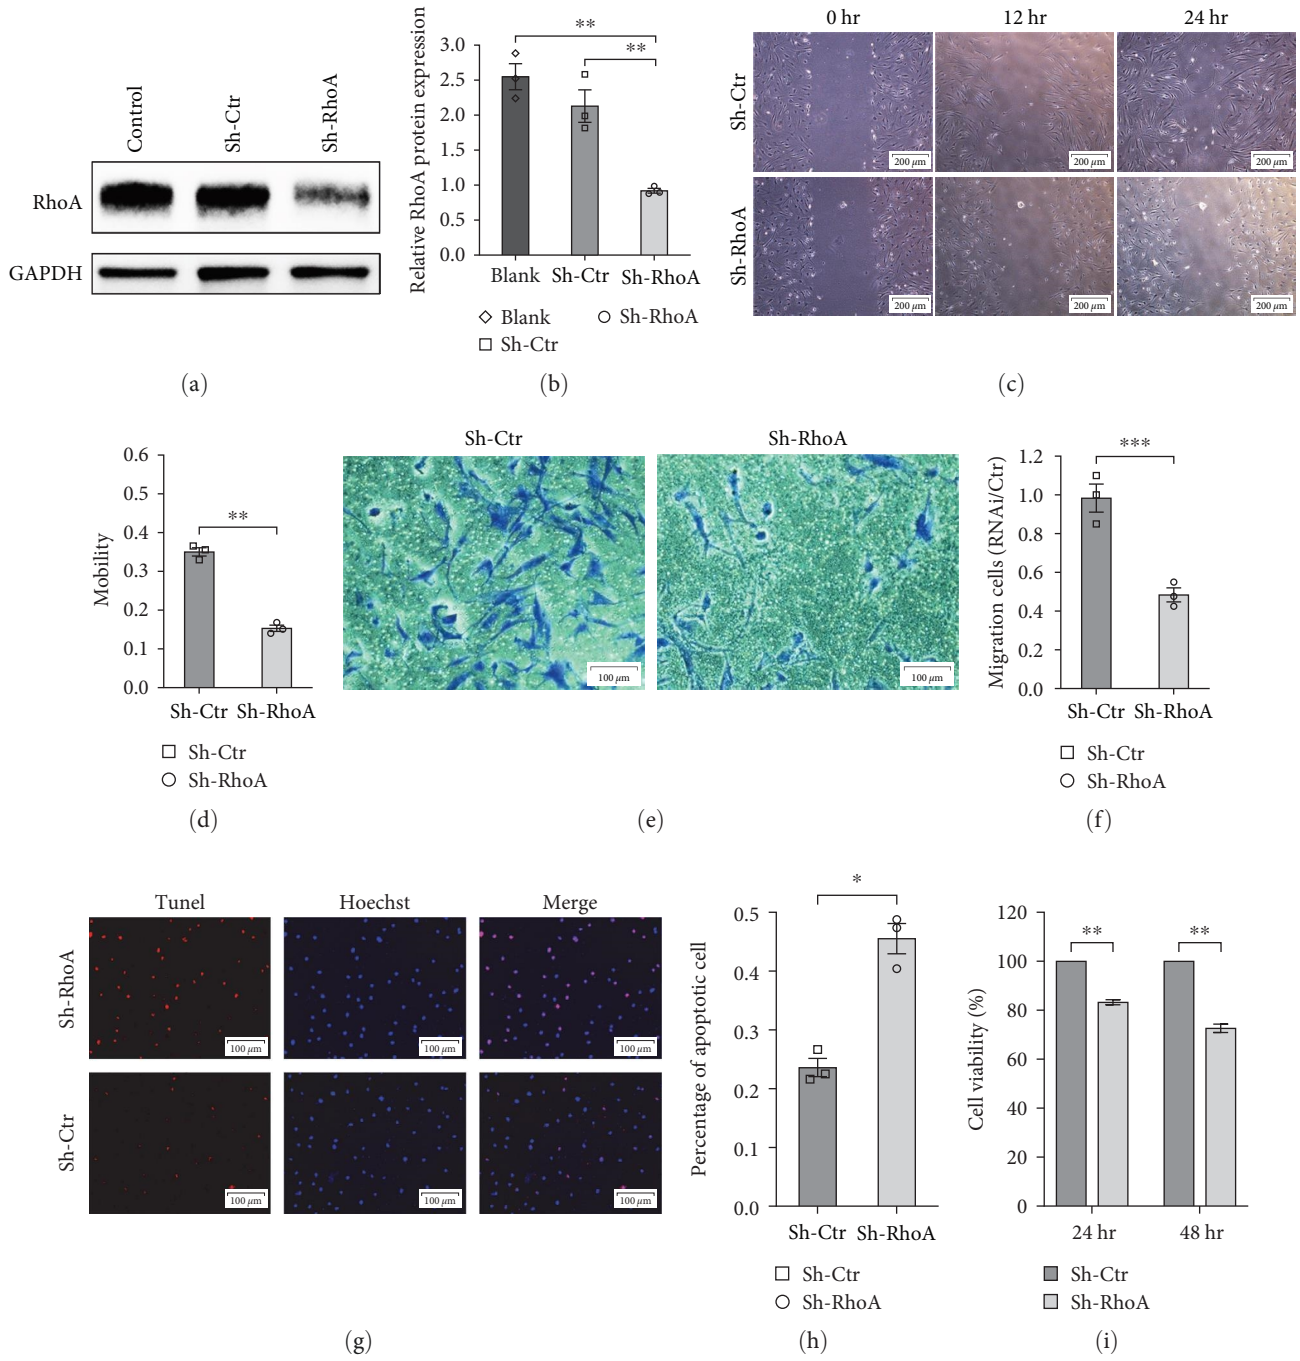 Control
Sh-Ctr
Sh-RhoA
RhoA
GAPDH
(a)
Relative RhoA protein expression
3.0
2.5
2.0
1.5
1.0
0.5
0.0
**
**
Blank
Sh-Ctr
Sh-RhoA
Blank
Sh-RhoA
Sh-Ctr
(b)
0 hr
12 hr
24 hr
Sh-Ctr
200 µm
200 µm
200 µm
Sh-RhoA
200 µm
200 µm
200 µm
(c)
Mobility
0.6
0.5
0.4
0.3
0.2
0.1
0.0
**
Sh-Ctr
Sh-RhoA
Sh-Ctr
Sh-RhoA
(d)
Sh-Ctr
Sh-RhoA
100 µm
100 µm
(e)
Migration cells (RNAi/Ctr)
1.2
1.0
0.8
0.6
0.4
0.2
0.0
***
Sh-Ctr
Sh-RhoA
Sh-Ctr
Sh-RhoA
(f)
Tunel
Hoechst
Merge
Sh-RhoA
100 µm
100 µm
100 µm
Sh-Ctr
100 µm
100 µm
100 µm
(g)
Percentage of apoptotic cell
0.5
0.4
0.3
0.2
0.1
0.0
*
Sh-Ctr
Sh-RhoA
Sh-Ctr
Sh-RhoA
(h)
Cell viability (%)
120
100
80
60
40
20
0
**
**
24 hr
48 hr
Sh-Ctr
Sh-RhoA
(i)